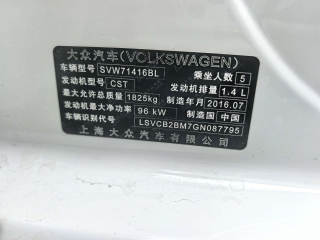 大众汽车(VOLKSWAGEN)
车辆型号 SVW71416BL 乘坐人数 5
发动机型号 CST 发动机排量 1.4 L
最大允许总质量 1825kg 制造年月 2016.07
发动机最大净功率 96 kW 制造国 中国
车辆识别代号 LSVCB2BM7GN087795
上海大众汽车有限公司